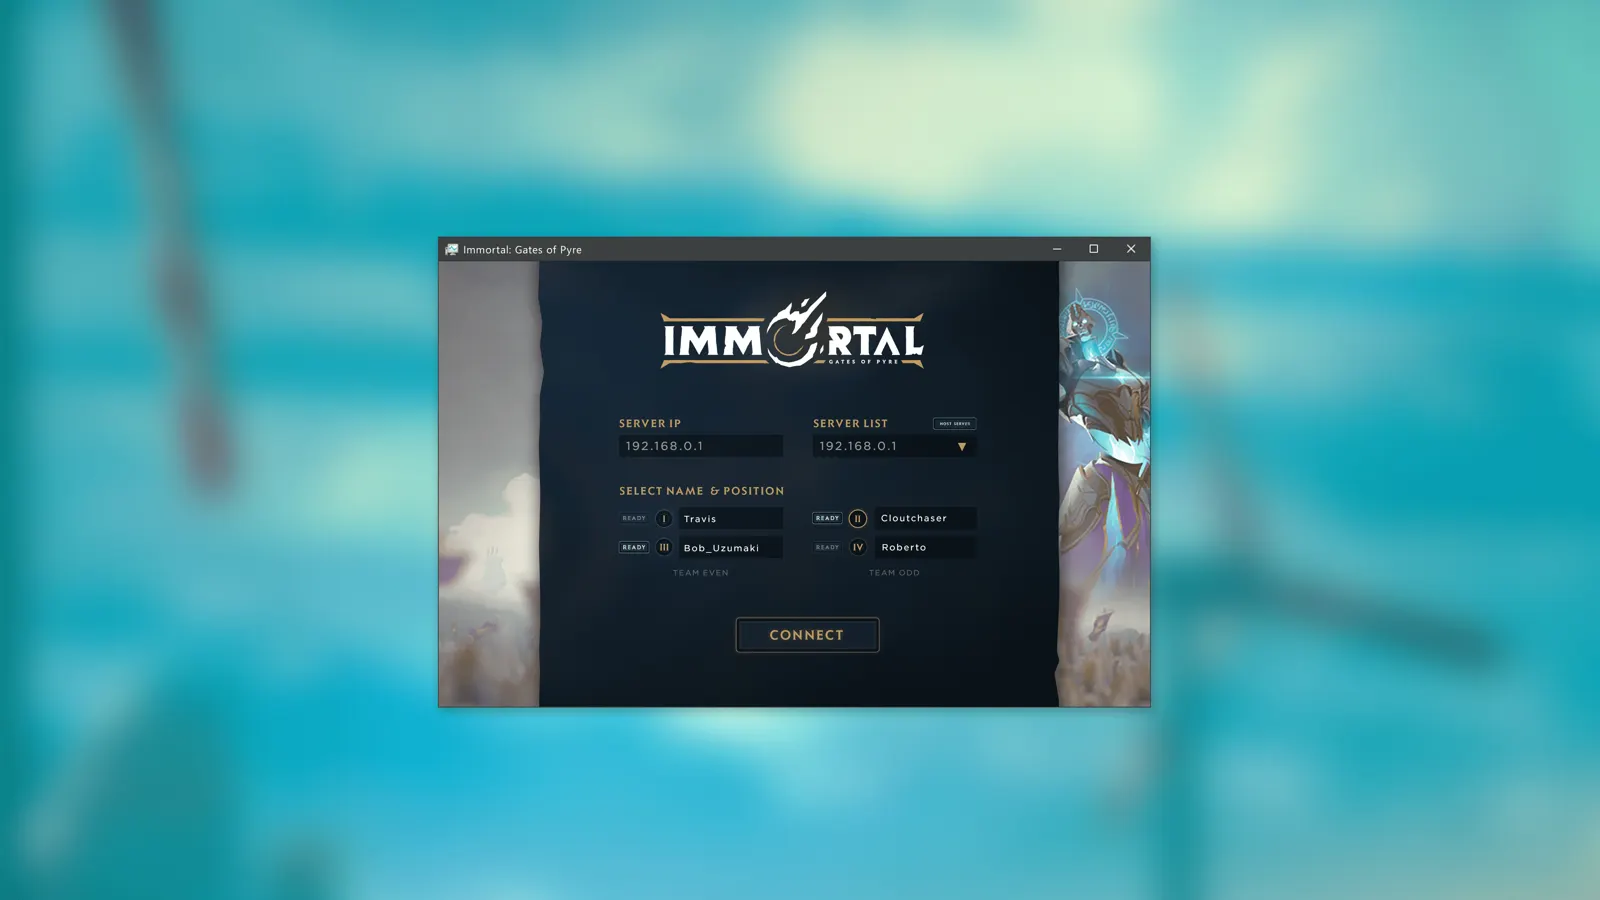 Immortal: Gates of Pyre
IMMORTAL
GATES OF PYRE
SERVER IP
SERVER LIST
HOST SERVER
192.168.0.1
192.168.0.1
SELECT NAME & POSITION
READY I Travis
READY II Cloutchaser
READY III Bob_Uzumaki
READY IV Roberto
TEAM EVEN
TEAM ODD
CONNECT